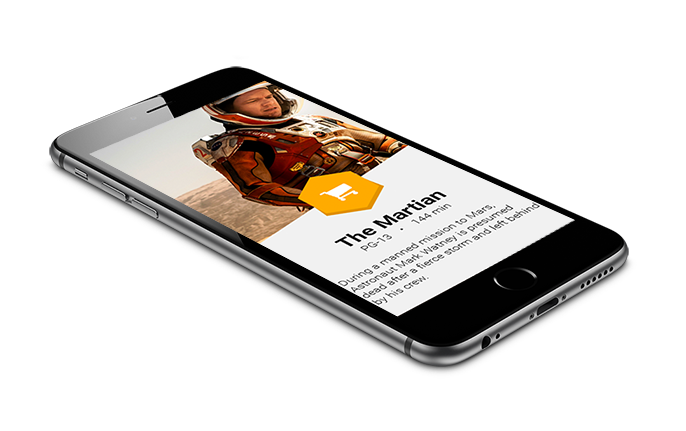 The Martian
PG-13 • 144 min
During a manned mission to Mars,
Astronaut Mark Watney is presumed
dead after a fierce storm and left behind
by his crew.